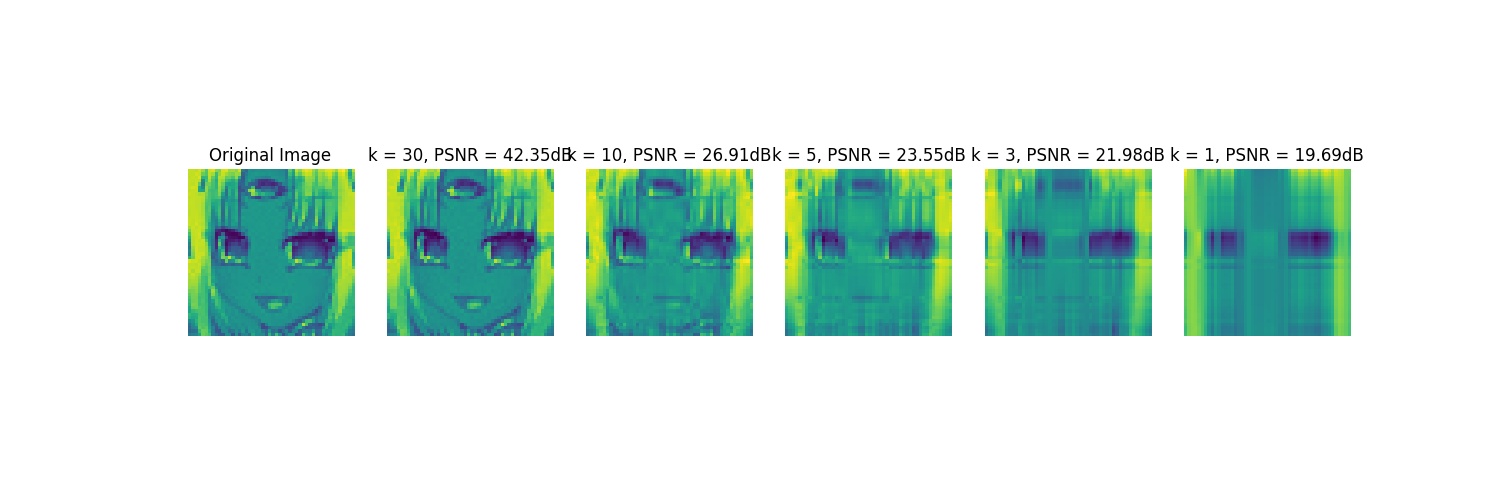 Original Image
k = 30, PSNR = 42.35dB
k = 10, PSNR = 26.91dB
k = 5, PSNR = 23.55dB
k = 3, PSNR = 21.98dB
k = 1, PSNR = 19.69dB